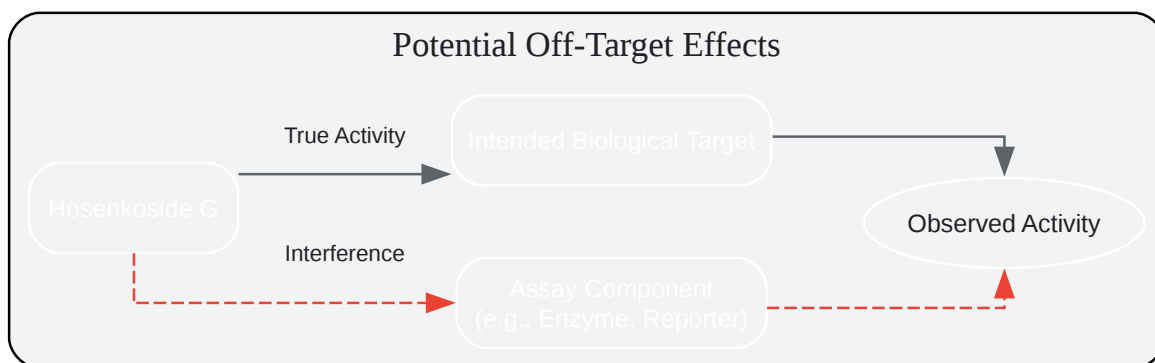 Potential Off-Target Effects
True Activity
Intended Biological Target
Hosenkoside G
Observed Activity
Interference
Assay Component
(e.g., Enzyme, Reporter)